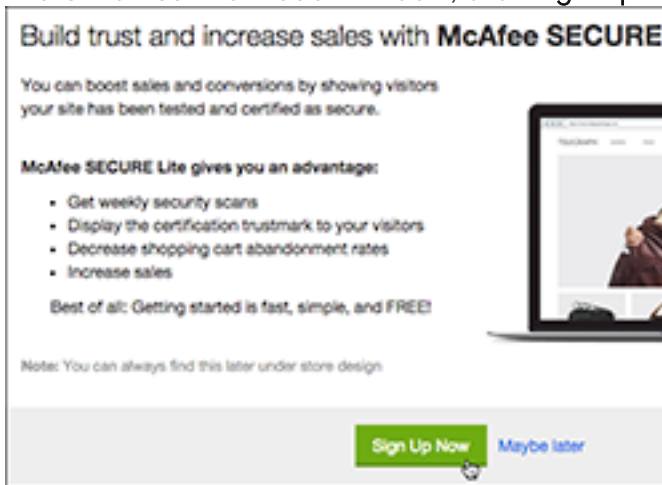 Build trust and increase sales with McAfee SECURE
You can boost sales and conversions by showing visitors
your site has been tested and certified as secure.
McAfee SECURE Lite gives you an advantage:
• Get weekly security scans
• Display the certification trustmark to your visitors
• Decrease shopping cart abandonment rates
• Increase sales
Best of all: Getting started is fast, simple, and FREE!
Note: You can always find this later under store design
Sign Up Now Maybe later